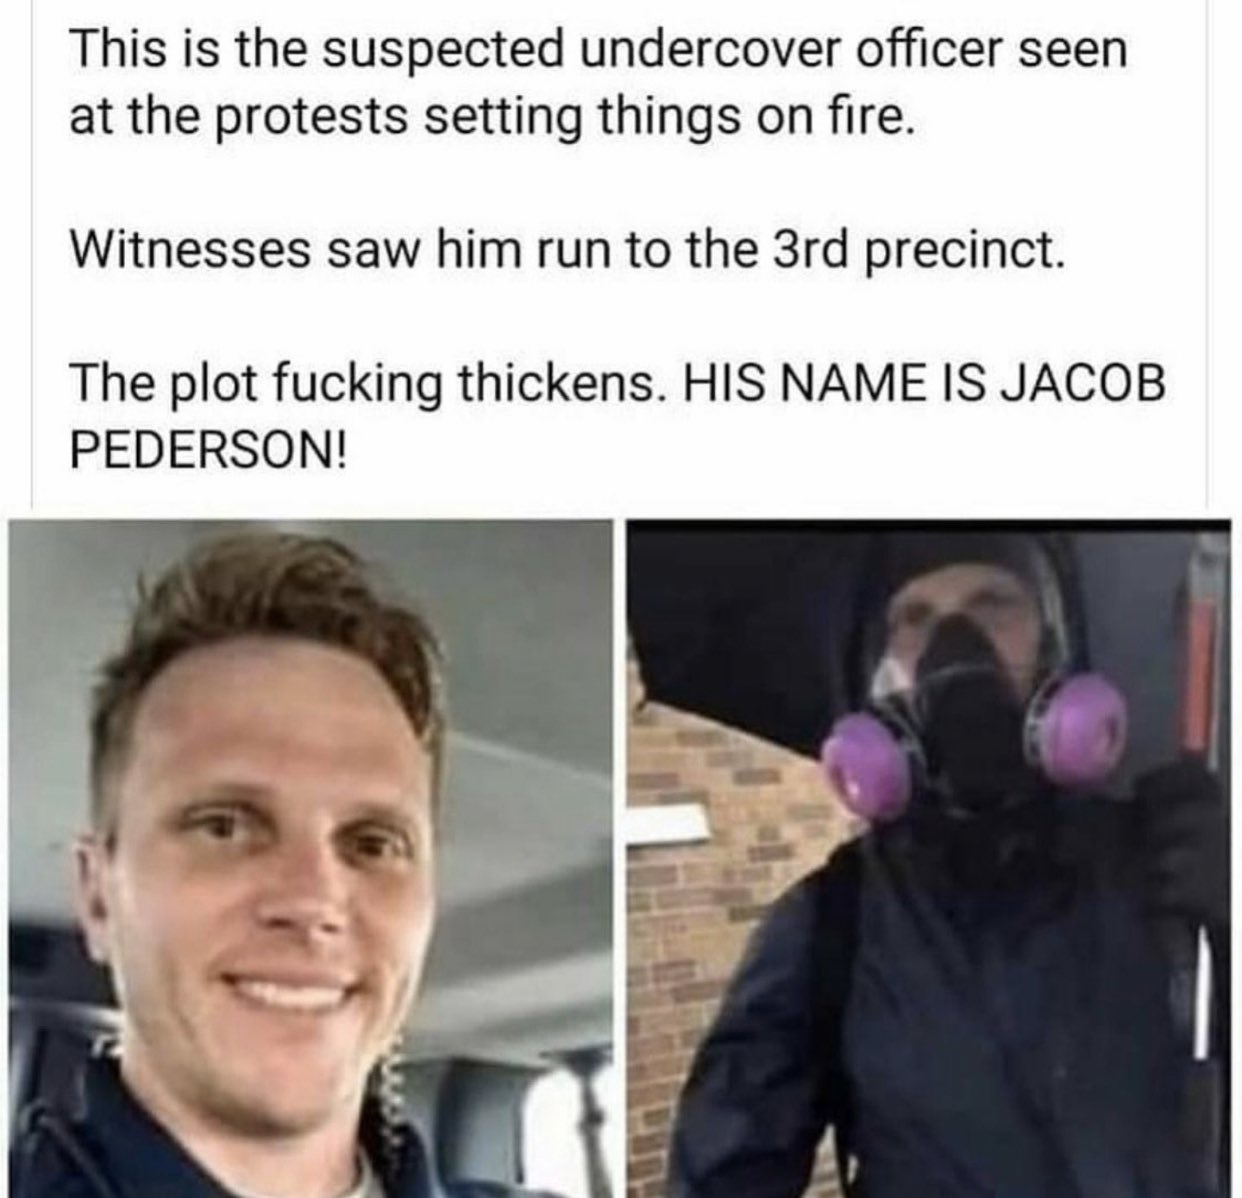 This is the suspected undercover officer seen
at the protests setting things on fire.
Witnesses saw him run to the 3rd precinct.
The plot fucking thickens. HIS NAME IS JACOB
PEDERSON!